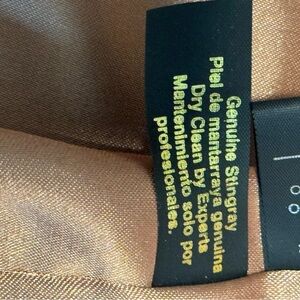 Genuine Stingray
Piel de mantarraya genuina
Dry Clean by Experts
Mantenimiento solo por
profesionales.